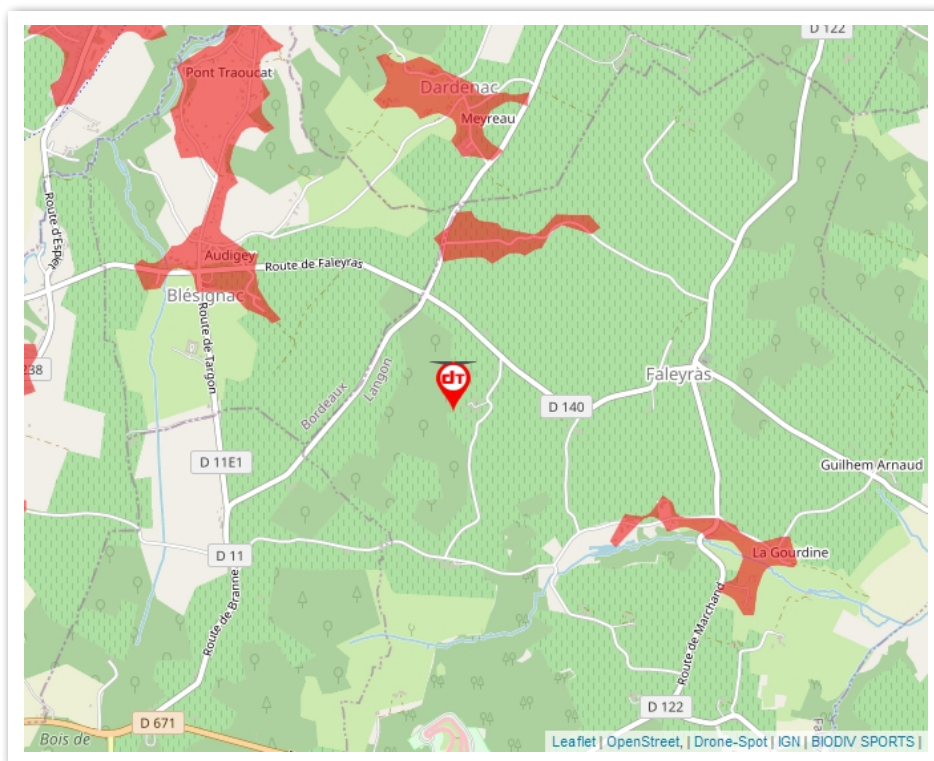 D 122
Pont Traoucat
Dardenac
Meyreau
Route d'Espiet
Audigey
Route de Faleyras
Blésignac
Route de Targon
238
Bordeaux
Langon
dT
Faleyras
D 140
D 11E1
Guilhem Arnaud
D 11
La Gourdine
Route de Branne
Route de Marchand
D 122
D 671
Bois de
Fa
Leaflet | OpenStreet, | Drone-Spot | IGN | BIODIV SPORTS |